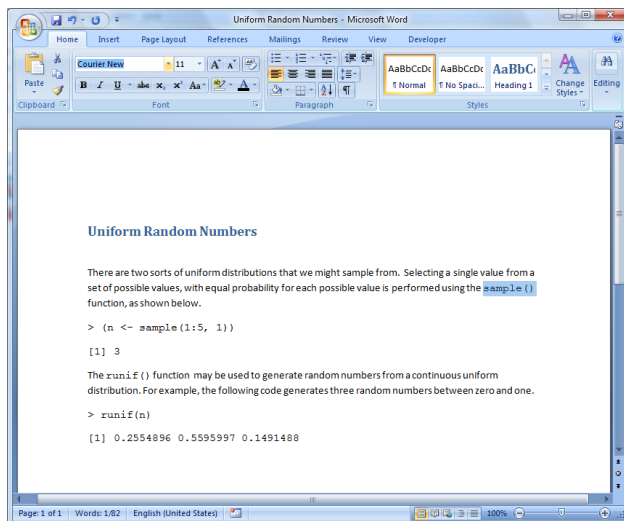 Uniform Random Numbers - Microsoft Word
Home Insert Page Layout References Mailings Review View Developer
Paste
Courier New 11
B I U abc x₂ x² Aa A
AaBbCcDc AaBbCcDc AaBbC
¶ Normal ¶ No Spaci... Heading 1
Change Styles Editing
Clipboard Font Paragraph Styles
Uniform Random Numbers
There are two sorts of uniform distributions that we might sample from. Selecting a single value from a
set of possible values, with equal probability for each possible value is performed using the sample()
function, as shown below.
> (n <- sample(1:5, 1))
[1] 3
The runif() function may be used to generate random numbers from a continuous uniform
distribution. For example, the following code generates three random numbers between zero and one.
> runif(n)
[1] 0.2554896 0.5595997 0.1491488
Page: 1 of 1 Words: 1/82 English (United States) 100%